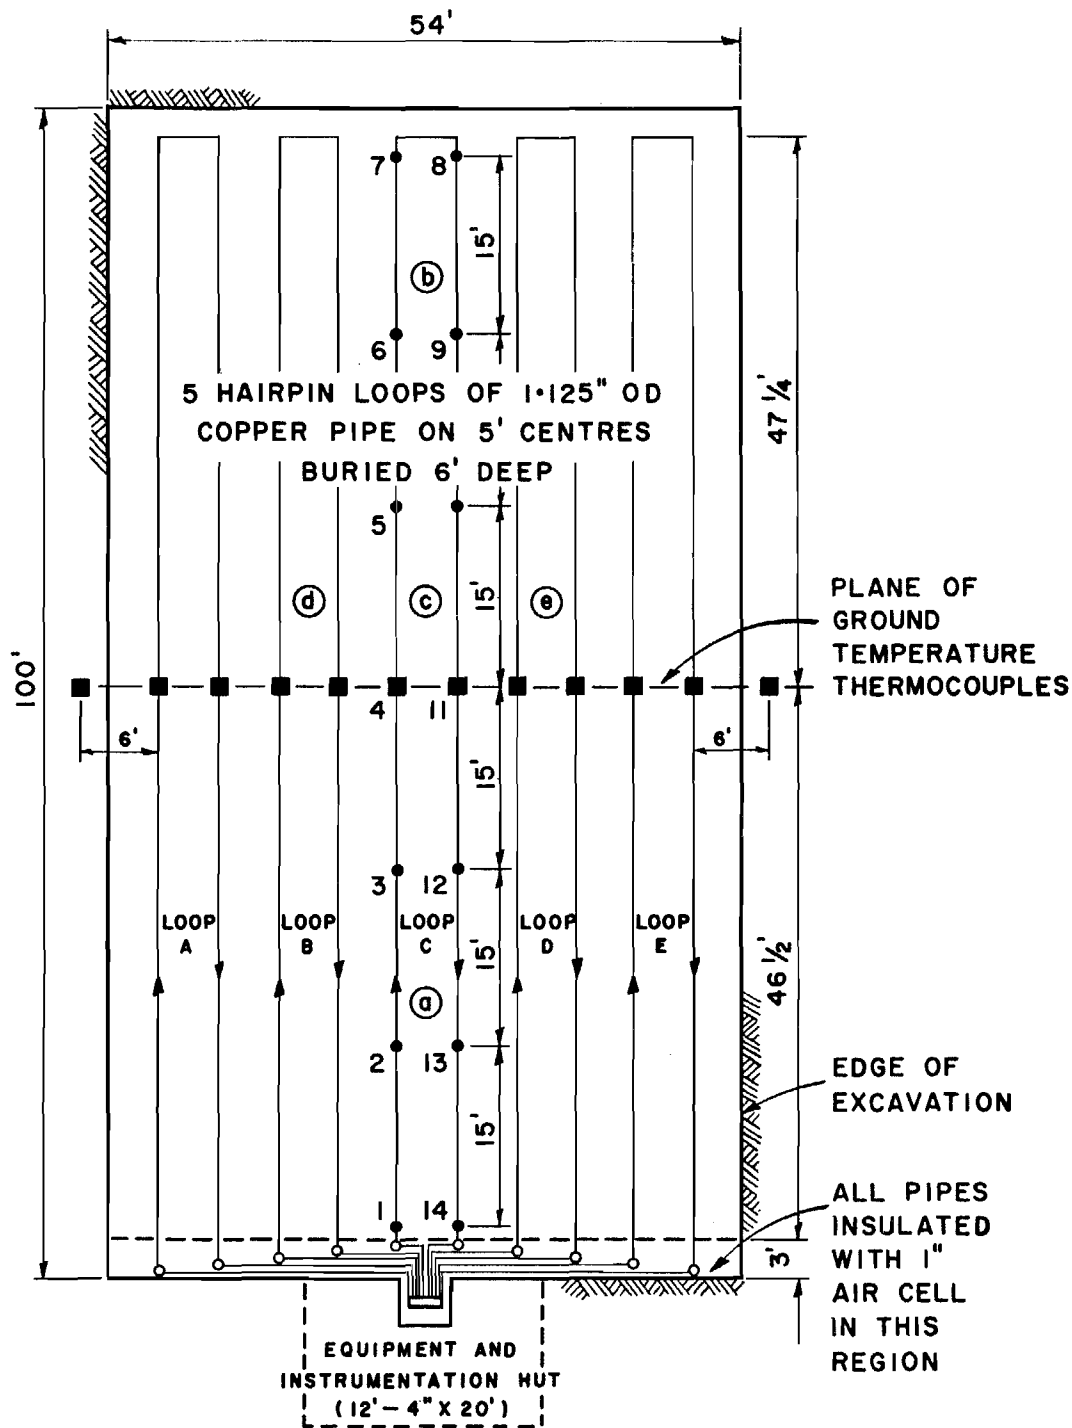 54'
7 8
15'
b
6 9
5 HAIRPIN LOOPS OF 1·125" OD
COPPER PIPE ON 5' CENTRES
BURIED 6' DEEP
47 1/4'
5
15'
d c e
PLANE OF
GROUND
TEMPERATURE
THERMOCOUPLES
100'
4 11
6' 6'
15'
3 12
LOOP A
LOOP B
LOOP C
LOOP D
LOOP E
15'
46 1/2'
a
2 13
EDGE OF
EXCAVATION
15'
1 14
ALL PIPES
INSULATED
WITH 1"
AIR CELL
IN THIS
REGION
3'
EQUIPMENT AND
INSTRUMENTATION HUT
(12'-4" X 20')